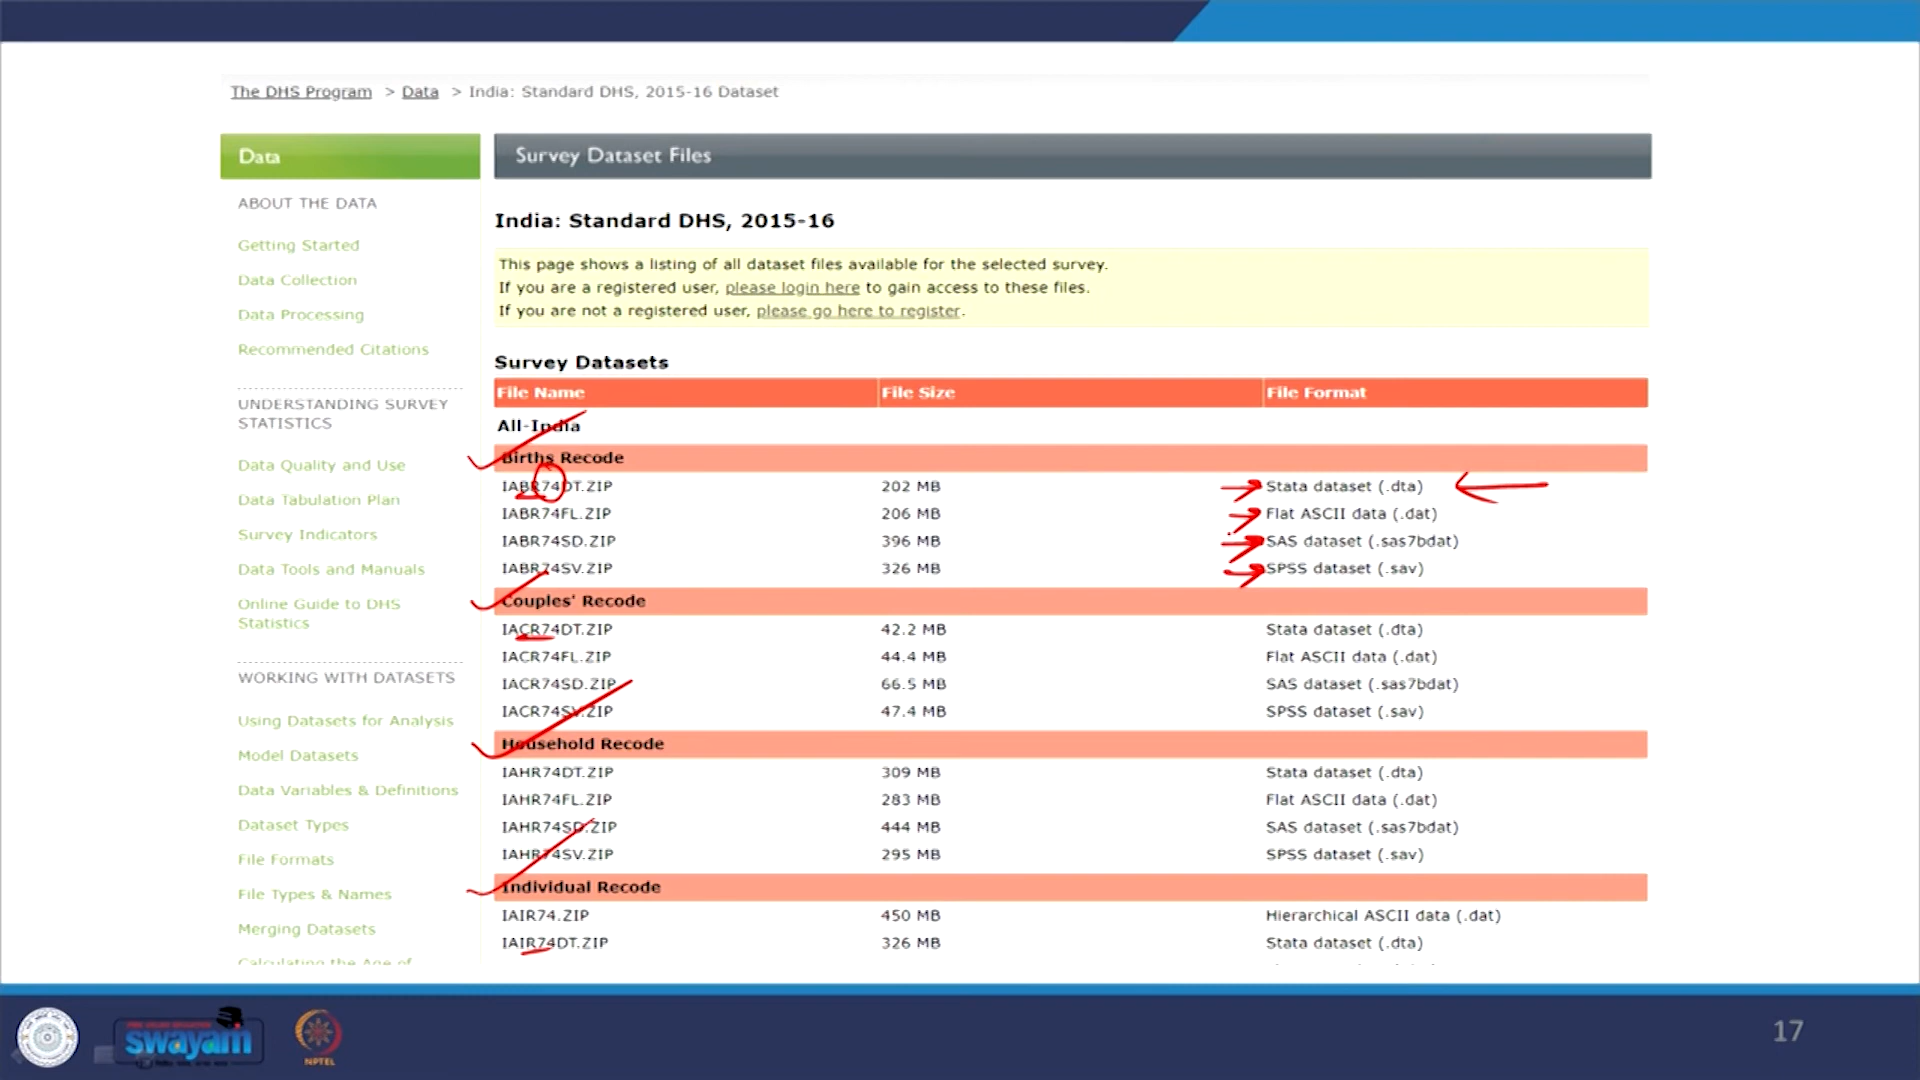 The DHS Program > Data > India: Standard DHS, 2015-16 Dataset
Data
ABOUT THE DATA
Getting Started
Data Collection
Data Processing
Recommended Citations
UNDERSTANDING SURVEY
STATISTICS
Data Quality and Use
Data Tabulation Plan
Survey Indicators
Data Tools and Manuals
Online Guide to DHS
Statistics
WORKING WITH DATASETS
Using Datasets for Analysis
Model Datasets
Data Variables & Definitions
Dataset Types
File Formats
File Types & Names
Merging Datasets
Calculating the Age of
Survey Dataset Files
India: Standard DHS, 2015-16
This page shows a listing of all dataset files available for the selected survey.
If you are a registered user, please login here to gain access to these files.
If you are not a registered user, please go here to register.
Survey Datasets
File Name File Size File Format
All-India
Births Recode
IABR74DT.ZIP 202 MB Stata dataset (.dta)
IABR74FL.ZIP 206 MB Flat ASCII data (.dat)
IABR74SD.ZIP 396 MB SAS dataset (.sas7bdat)
IABR74SV.ZIP 326 MB SPSS dataset (.sav)
Couples' Recode
IACR74DT.ZIP 42.2 MB Stata dataset (.dta)
IACR74FL.ZIP 44.4 MB Flat ASCII data (.dat)
IACR74SD.ZIP 66.5 MB SAS dataset (.sas7bdat)
IACR74SV.ZIP 47.4 MB SPSS dataset (.sav)
Household Recode
IAHR74DT.ZIP 309 MB Stata dataset (.dta)
IAHR74FL.ZIP 283 MB Flat ASCII data (.dat)
IAHR74SD.ZIP 444 MB SAS dataset (.sas7bdat)
IAHR74SV.ZIP 295 MB SPSS dataset (.sav)
Individual Recode
IAIR74.ZIP 450 MB Hierarchical ASCII data (.dat)
IAIR74DT.ZIP 326 MB Stata dataset (.dta)
swayam
NPTEL
17